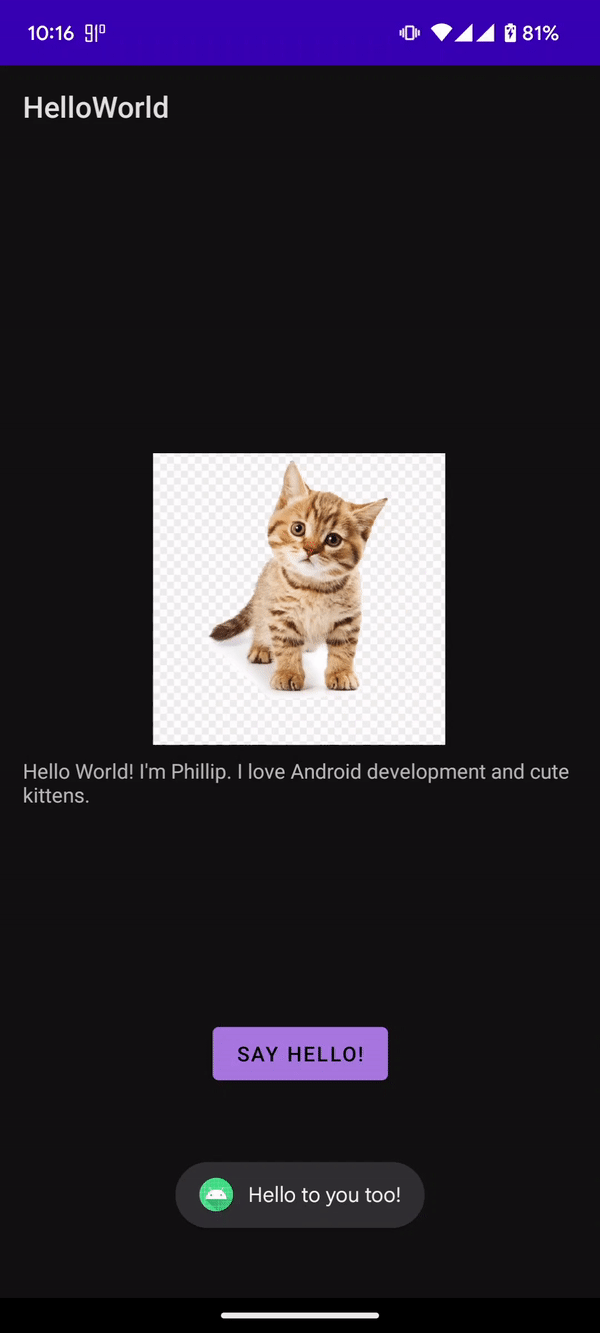 10:16
81%
HelloWorld
Hello World! I'm Phillip. I love Android development and cute
kittens.
SAY HELLO!
Hello to you too!